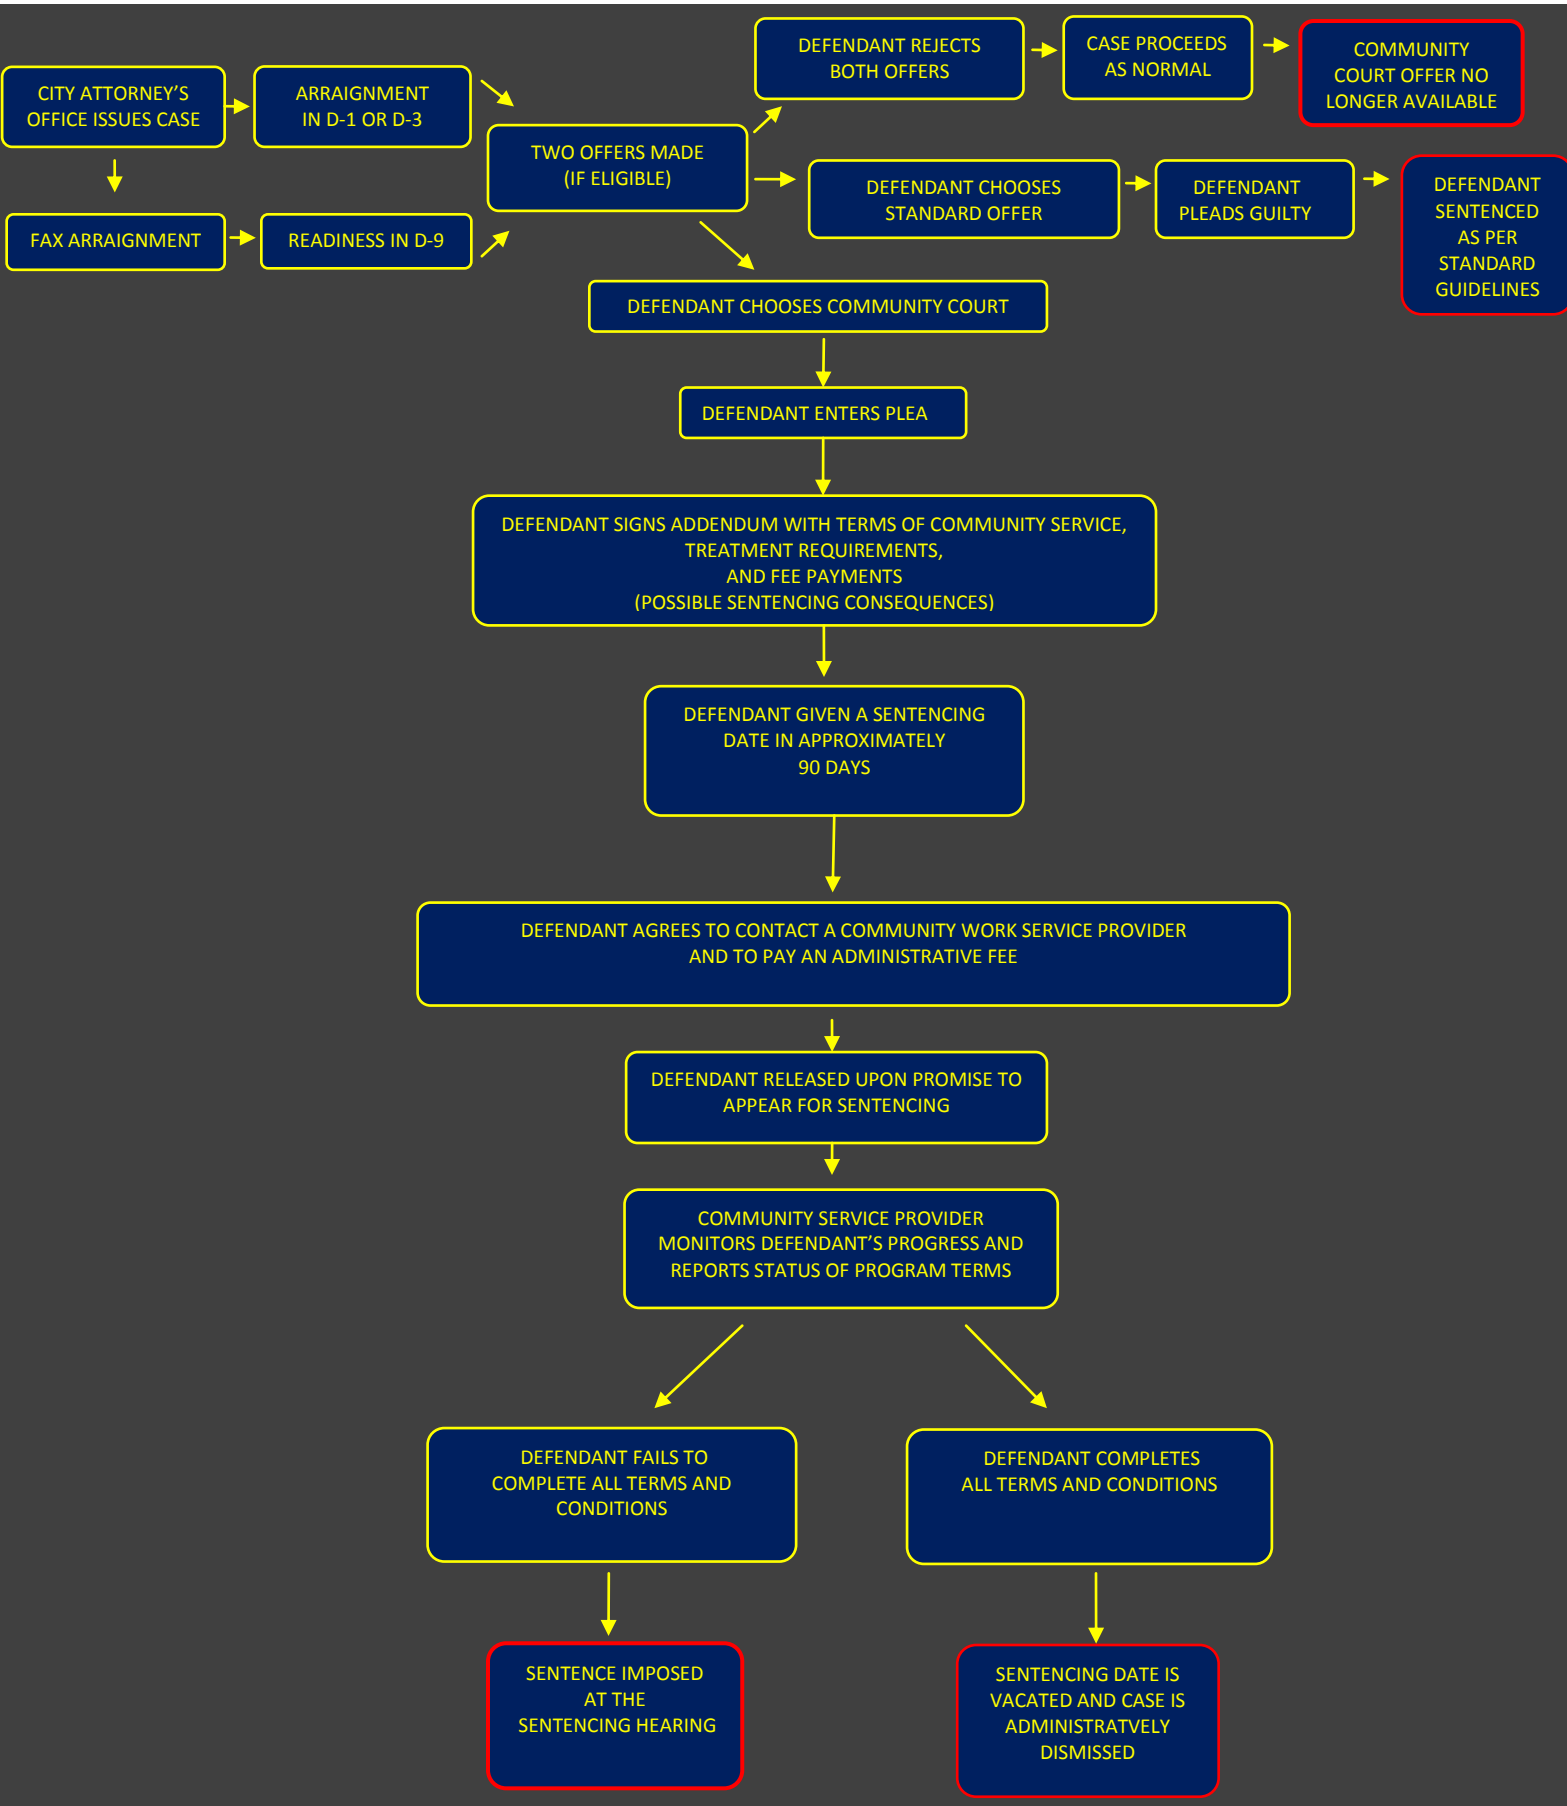 CITY ATTORNEY'S
OFFICE ISSUES CASE
ARRAIGNMENT
IN D-1 OR D-3
FAX ARRAIGNMENT
READINESS IN D-9
TWO OFFERS MADE
(IF ELIGIBLE)
DEFENDANT REJECTS
BOTH OFFERS
CASE PROCEEDS
AS NORMAL
COMMUNITY
COURT OFFER NO
LONGER AVAILABLE
DEFENDANT CHOOSES
STANDARD OFFER
DEFENDANT
PLEADS GUILTY
DEFENDANT
SENTENCED
AS PER
STANDARD
GUIDELINES
DEFENDANT CHOOSES COMMUNITY COURT
DEFENDANT ENTERS PLEA
DEFENDANT SIGNS ADDENDUM WITH TERMS OF COMMUNITY SERVICE,
TREATMENT REQUIREMENTS,
AND FEE PAYMENTS
(POSSIBLE SENTENCING CONSEQUENCES)
DEFENDANT GIVEN A SENTENCING
DATE IN APPROXIMATELY
90 DAYS
DEFENDANT AGREES TO CONTACT A COMMUNITY WORK SERVICE PROVIDER
AND TO PAY AN ADMINISTRATIVE FEE
DEFENDANT RELEASED UPON PROMISE TO
APPEAR FOR SENTENCING
COMMUNITY SERVICE PROVIDER
MONITORS DEFENDANT'S PROGRESS AND
REPORTS STATUS OF PROGRAM TERMS
DEFENDANT FAILS TO
COMPLETE ALL TERMS AND
CONDITIONS
DEFENDANT COMPLETES
ALL TERMS AND CONDITIONS
SENTENCE IMPOSED
AT THE
SENTENCING HEARING
SENTENCING DATE IS
VACATED AND CASE IS
ADMINISTRATVELY
DISMISSED